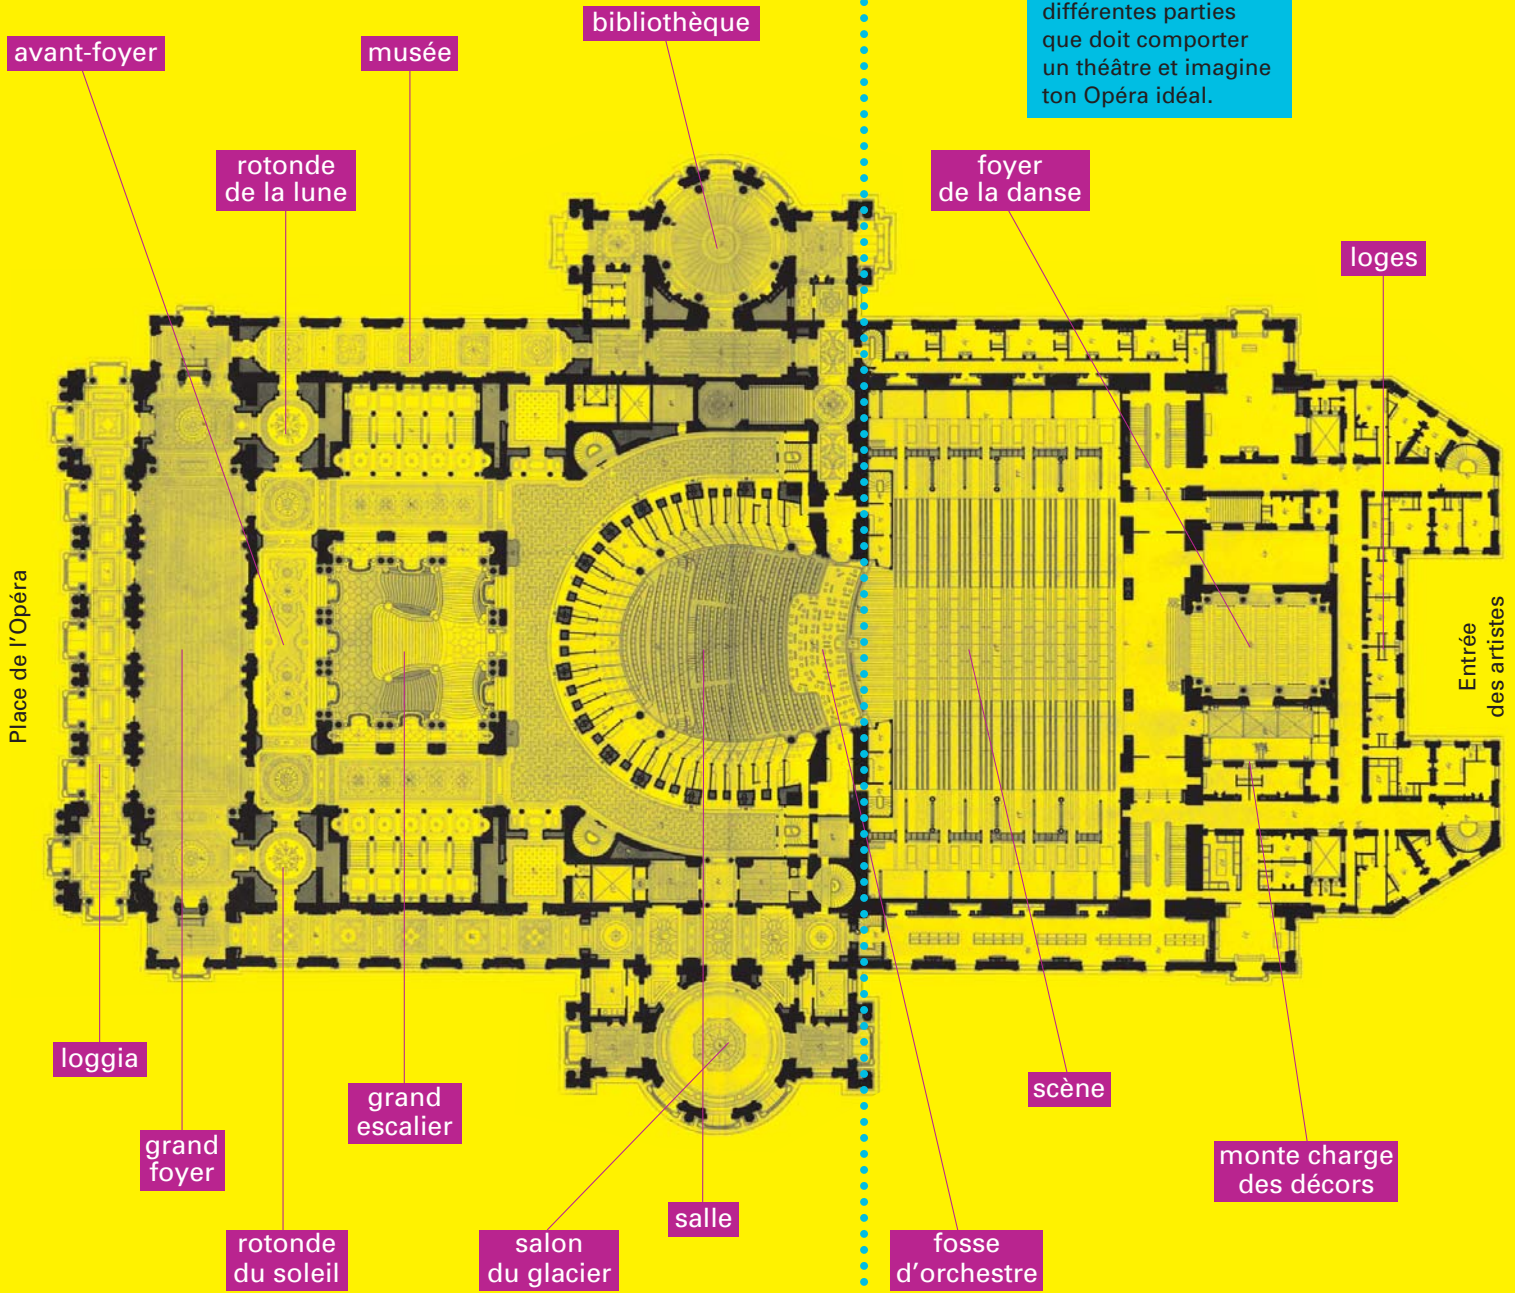 différentes parties
que doit comporter
un théâtre et imagine
ton Opéra idéal.
bibliothèque
avant-foyer
musée
rotonde
de la lune
foyer
de la danse
loges
Place de l'Opéra
Entrée
des artistes
loggia
grand
escalier
scène
grand
foyer
monte charge
des décors
salle
rotonde
du soleil
salon
du glacier
fosse
d'orchestre